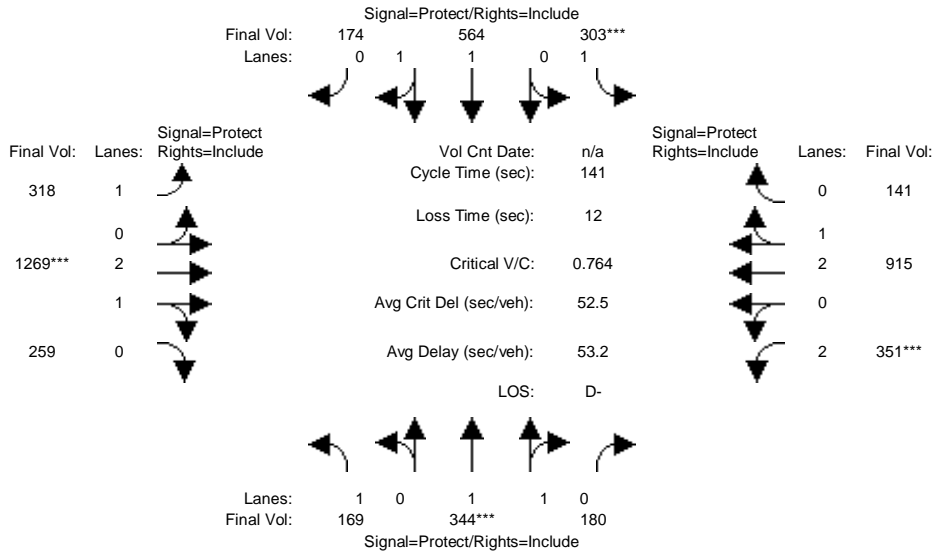 Signal=Protect/Rights=Include
Final Vol: 174 564 303***
Lanes: 0 1 1 0 1
Signal=Protect
Final Vol: Lanes: Rights=Include
Vol Cnt Date: n/a
Signal=Protect
Rights=Include Lanes: Final Vol:
Cycle Time (sec): 141
318 1
0 141
Loss Time (sec): 12
0
1
1269*** 2
Critical V/C: 0.764
2 915
1
Avg Crit Del (sec/veh): 52.5
0
259 0
Avg Delay (sec/veh): 53.2
2 351***
LOS: D-
Lanes: 1 0 1 1 0
Final Vol: 169 344*** 180
Signal=Protect/Rights=Include